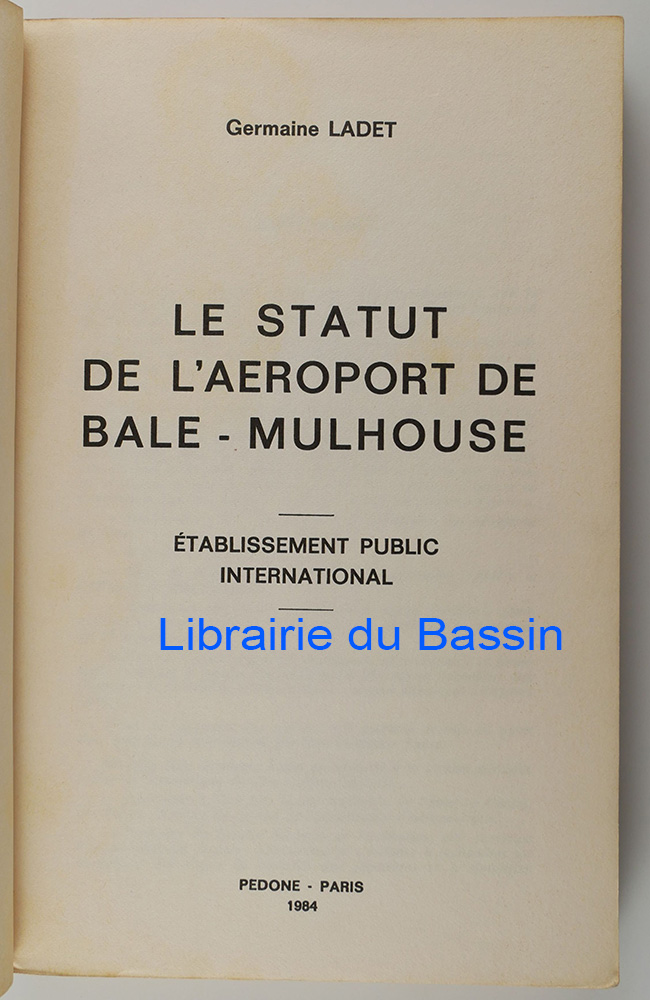 Germaine LADET
LE STATUT
DE L'AEROPORT DE
BALE - MULHOUSE
ÉTABLISSEMENT PUBLIC
INTERNATIONAL
Librairie du Bassin
PEDONE - PARIS
1984